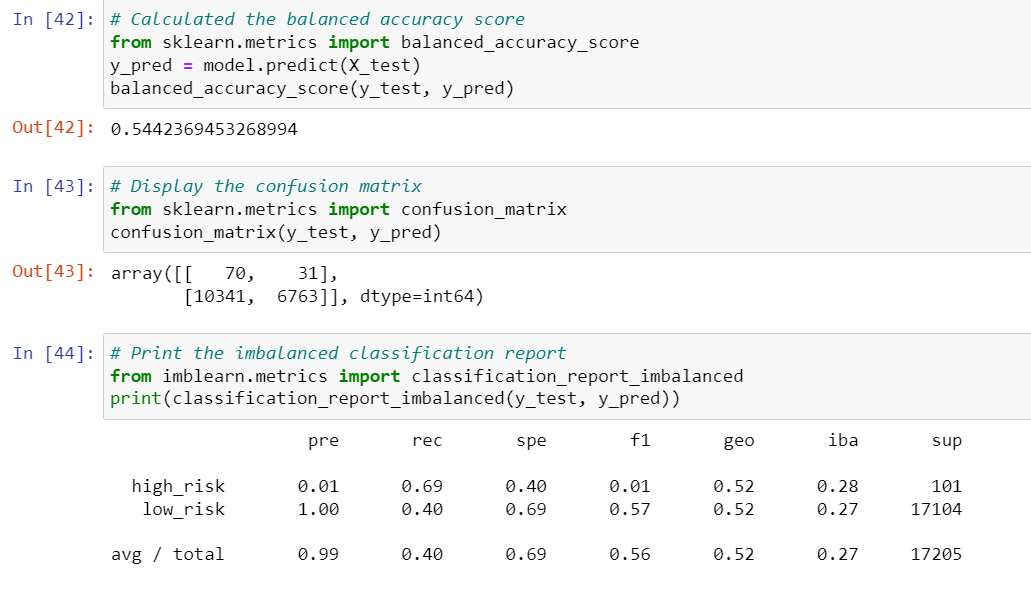 In [42]: # Calculated the balanced accuracy score
from sklearn.metrics import balanced_accuracy_score
y_pred = model.predict(X_test)
balanced_accuracy_score(y_test, y_pred)
Out[42]: 0.5442369453268994
In [43]: # Display the confusion matrix
from sklearn.metrics import confusion_matrix
confusion_matrix(y_test, y_pred)
Out[43]: array([[   70,    31],
       [10341,  6763]], dtype=int64)
In [44]: # Print the imbalanced classification report
from imblearn.metrics import classification_report_imbalanced
print(classification_report_imbalanced(y_test, y_pred))
pre rec spe f1 geo iba sup
high_risk 0.01 0.69 0.40 0.01 0.52 0.28 101
low_risk 1.00 0.40 0.69 0.57 0.52 0.27 17104
avg / total 0.99 0.40 0.69 0.56 0.52 0.27 17205